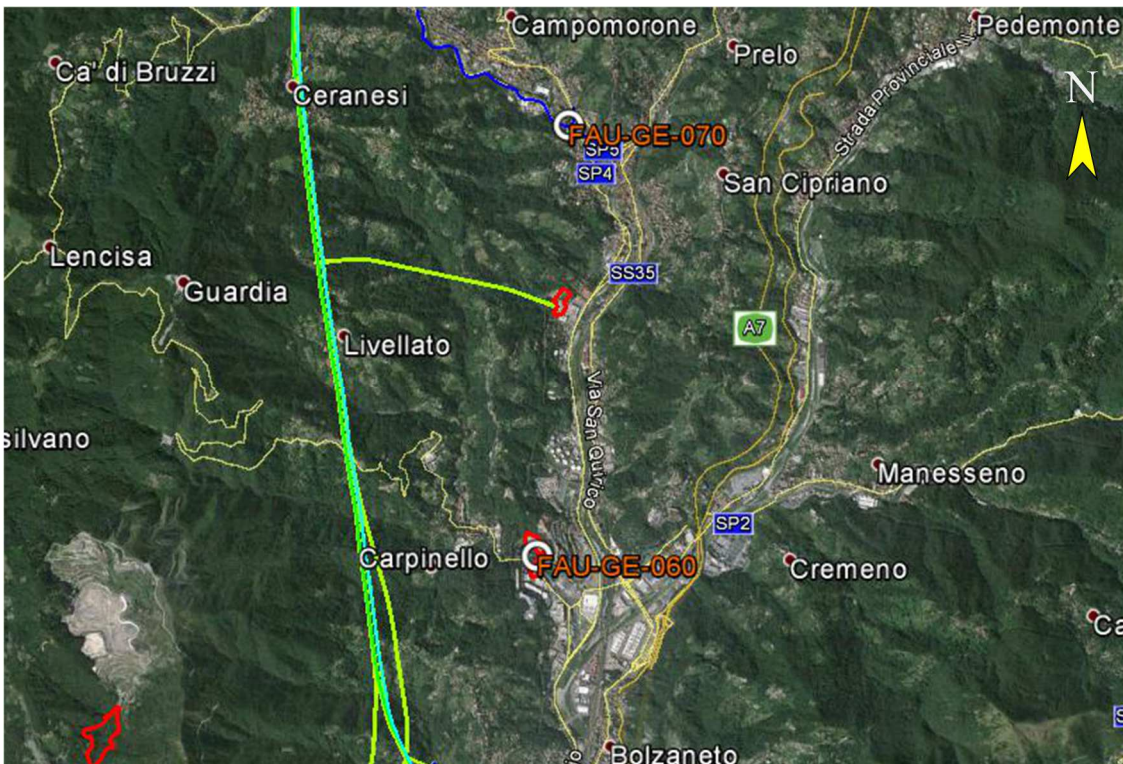 Campomorone
Pedemonte
Prelo
Ca' di Bruzzi
Ceranesi
N
Strada Provinciale
FAU-GE-070
SP5
SP4
San Cipriano
Lencisa
SS35
Guardia
A7
Livellato
Via San Quirico
silvano
Manesseno
SP2
Carpinello
FAU-GE-060
Cremeno
Ca
S
Bolzaneto